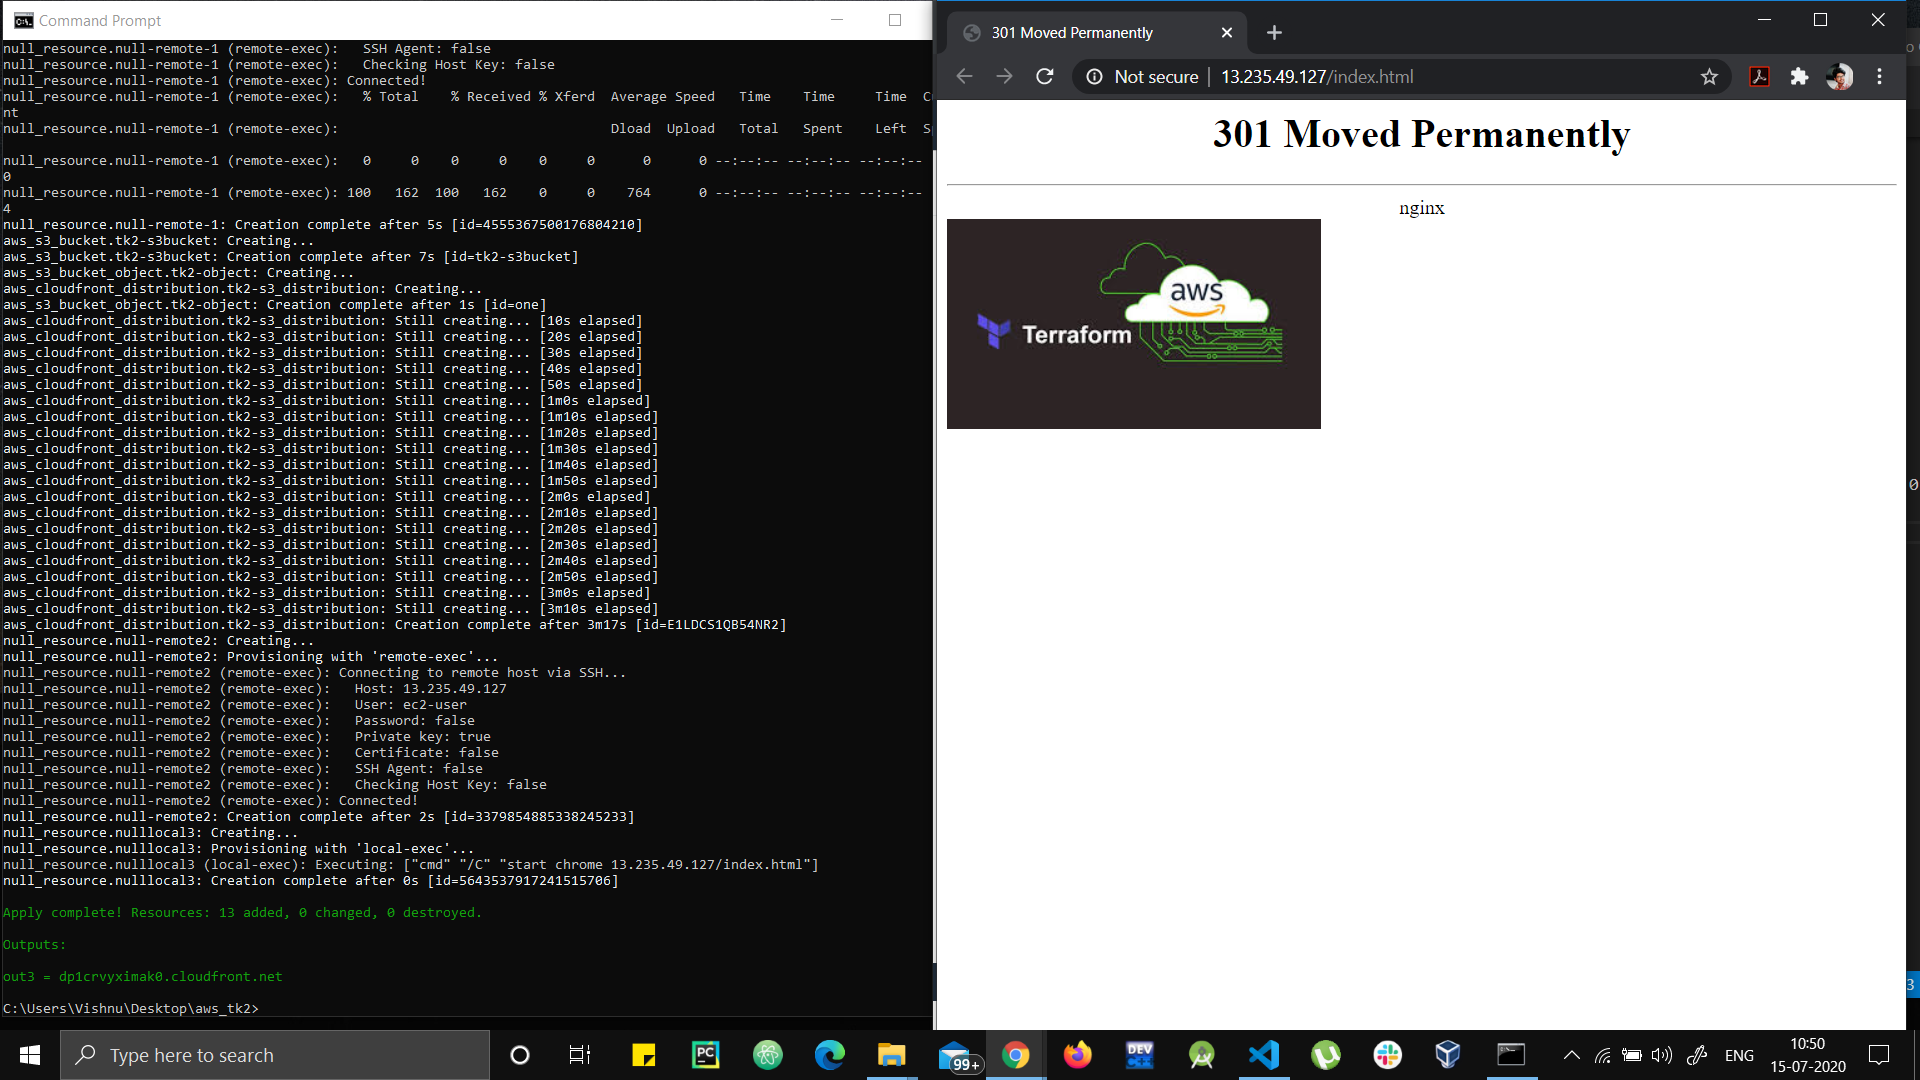 Command Prompt
null_resource.null-remote-1 (remote-exec):   SSH Agent: false
null_resource.null-remote-1 (remote-exec):   Checking Host Key: false
null_resource.null-remote-1 (remote-exec): Connected!
null_resource.null-remote-1 (remote-exec):   % Total    % Received % Xferd  Average Speed   Time    Time     Time  C
nt
null_resource.null-remote-1 (remote-exec):                                  Dload  Upload   Total   Spent    Left  S
null_resource.null-remote-1 (remote-exec):   0     0    0     0    0     0      0      0 --:--:-- --:--:-- --:--:--
0
null_resource.null-remote-1 (remote-exec): 100   162  100   162    0     0    764      0 --:--:-- --:--:-- --:--:--
4
null_resource.null-remote-1: Creation complete after 5s [id=4555367500176804210]
aws_s3_bucket.tk2-s3bucket: Creating...
aws_s3_bucket.tk2-s3bucket: Creation complete after 7s [id=tk2-s3bucket]
aws_s3_bucket_object.tk2-object: Creating...
aws_cloudfront_distribution.tk2-s3_distribution: Creating...
aws_s3_bucket_object.tk2-object: Creation complete after 1s [id=one]
aws_cloudfront_distribution.tk2-s3_distribution: Still creating... [10s elapsed]
aws_cloudfront_distribution.tk2-s3_distribution: Still creating... [20s elapsed]
aws_cloudfront_distribution.tk2-s3_distribution: Still creating... [30s elapsed]
aws_cloudfront_distribution.tk2-s3_distribution: Still creating... [40s elapsed]
aws_cloudfront_distribution.tk2-s3_distribution: Still creating... [50s elapsed]
aws_cloudfront_distribution.tk2-s3_distribution: Still creating... [1m0s elapsed]
aws_cloudfront_distribution.tk2-s3_distribution: Still creating... [1m10s elapsed]
aws_cloudfront_distribution.tk2-s3_distribution: Still creating... [1m20s elapsed]
aws_cloudfront_distribution.tk2-s3_distribution: Still creating... [1m30s elapsed]
aws_cloudfront_distribution.tk2-s3_distribution: Still creating... [1m40s elapsed]
aws_cloudfront_distribution.tk2-s3_distribution: Still creating... [1m50s elapsed]
aws_cloudfront_distribution.tk2-s3_distribution: Still creating... [2m0s elapsed]
aws_cloudfront_distribution.tk2-s3_distribution: Still creating... [2m10s elapsed]
aws_cloudfront_distribution.tk2-s3_distribution: Still creating... [2m20s elapsed]
aws_cloudfront_distribution.tk2-s3_distribution: Still creating... [2m30s elapsed]
aws_cloudfront_distribution.tk2-s3_distribution: Still creating... [2m40s elapsed]
aws_cloudfront_distribution.tk2-s3_distribution: Still creating... [2m50s elapsed]
aws_cloudfront_distribution.tk2-s3_distribution: Still creating... [3m0s elapsed]
aws_cloudfront_distribution.tk2-s3_distribution: Still creating... [3m10s elapsed]
aws_cloudfront_distribution.tk2-s3_distribution: Creation complete after 3m17s [id=E1LDCS1QB54NR2]
null_resource.null-remote2: Creating...
null_resource.null-remote2: Provisioning with 'remote-exec'...
null_resource.null-remote2 (remote-exec): Connecting to remote host via SSH...
null_resource.null-remote2 (remote-exec):   Host: 13.235.49.127
null_resource.null-remote2 (remote-exec):   User: ec2-user
null_resource.null-remote2 (remote-exec):   Password: false
null_resource.null-remote2 (remote-exec):   Private key: true
null_resource.null-remote2 (remote-exec):   Certificate: false
null_resource.null-remote2 (remote-exec):   SSH Agent: false
null_resource.null-remote2 (remote-exec):   Checking Host Key: false
null_resource.null-remote2 (remote-exec): Connected!
null_resource.null-remote2: Creation complete after 2s [id=3379854885338245233]
null_resource.nulllocal3: Creating...
null_resource.nulllocal3: Provisioning with 'local-exec'...
null_resource.nulllocal3 (local-exec): Executing: ["cmd" "/C" "start chrome 13.235.49.127/index.html"]
null_resource.nulllocal3: Creation complete after 0s [id=5643537917241515706]
Apply complete! Resources: 13 added, 0 changed, 0 destroyed.
Outputs:
out3 = dp1crvyximak0.cloudfront.net
C:\Users\Vishnu\Desktop\aws_tk2>
301 Moved Permanently
Not secure | 13.235.49.127/index.html
301 Moved Permanently
nginx
aws
Terraform
0
3
Type here to search
PC
99+
DEV
C++
ENG
10:50
15-07-2020